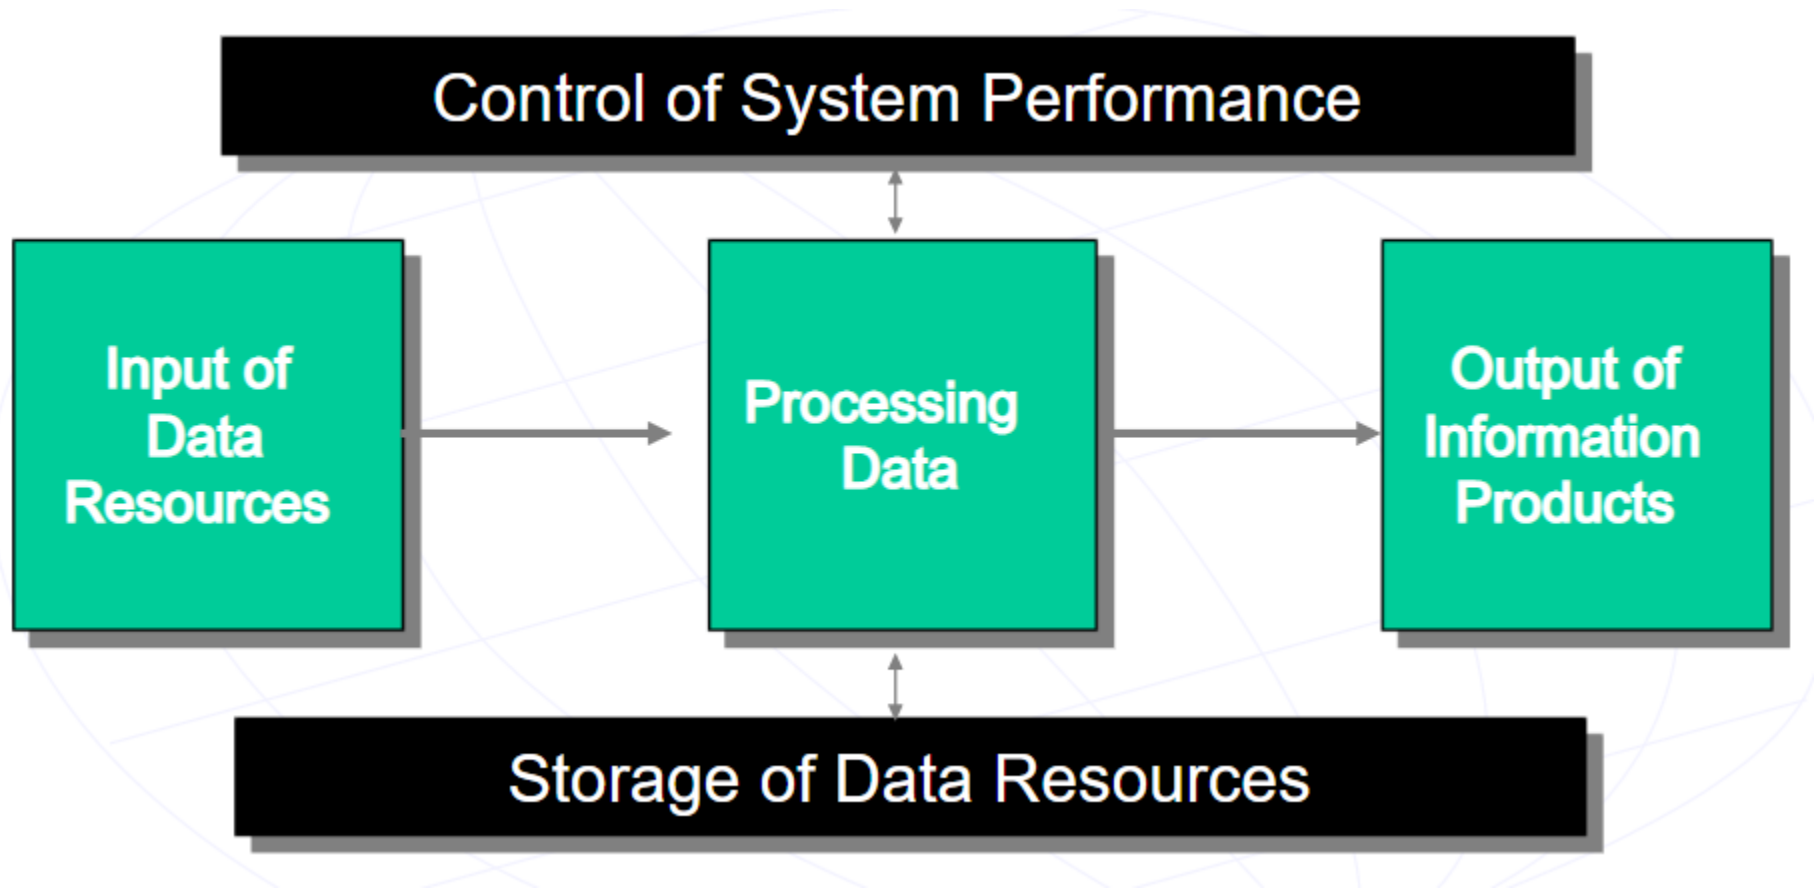 Control of System Performance
Input of
Data
Resources
Processing
Data
Output of
Information
Products
Storage of Data Resources